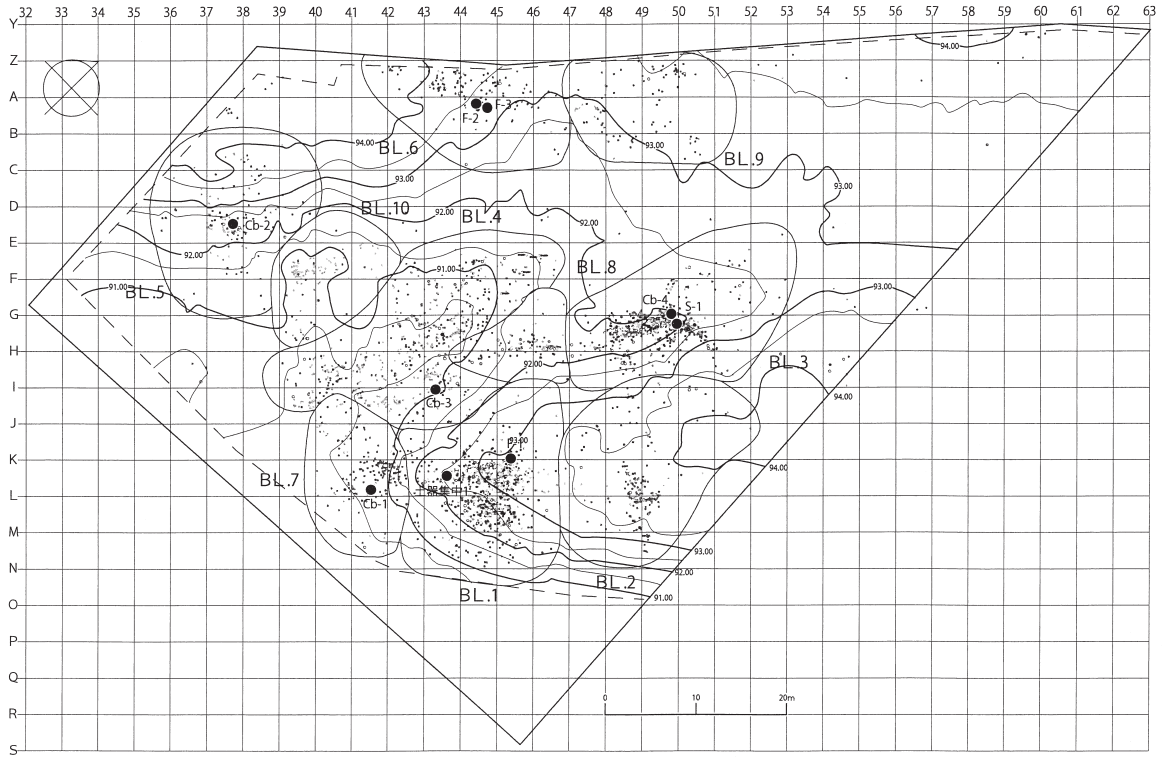 32 33 34 35 36 37 38 39 40 41 42 43 44 45 46 47 48 49 50 51 52 53 54 55 56 57 58 59 60 61 62 63
Y
94.00
Z
A
F-2 F-3
B
94.00 BL.6 93.00 BL.9
C
93.00 93.00
D
BL.10 92.00 BL.4 92.00
Cb-2
E
92.00
91.00 BL.8
F
91.00 BL.5 93.00
Cb-4 S-1
G
H
92.00 BL.3
I
Cb-3 94.00
J
93.00
K
94.00
BL.7 土器集中1
L
Cb-1
M
93.00
N
92.00
BL.2
BL.1 91.00
O
P
Q
R
0 10 20m
S